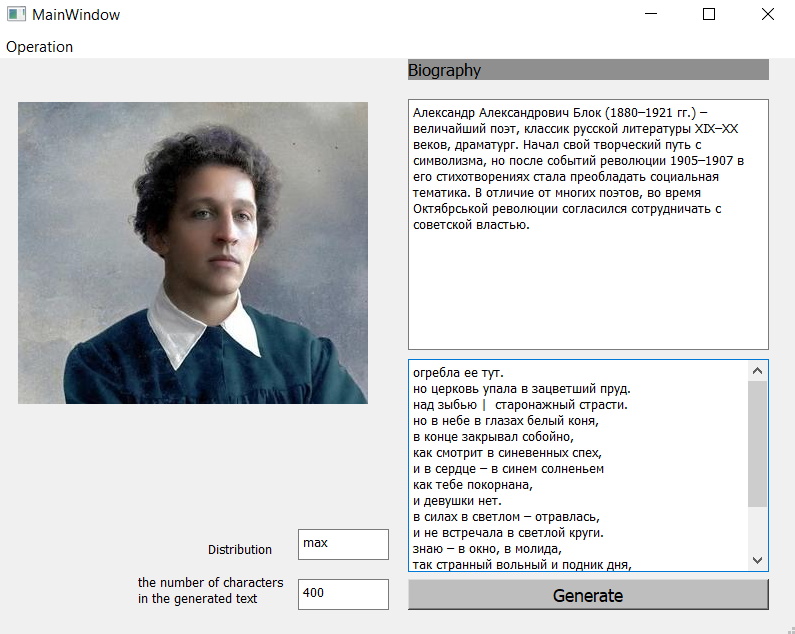 MainWindow
Operation
Biography
Александр Александрович Блок (1880–1921 гг.) –
величайший поэт, классик русской литературы XIX–XX
веков, драматург. Начал свой творческий путь с
символизма, но после событий революции 1905–1907 в
его стихотворениях стала преобладать социальная
тематика. В отличие от многих поэтов, во время
Октябрськой революции согласился сотрудничать с
советской властью.
огребла ее тут.
но церковь упала в зацветший пруд.
над зыбью | старонажный страсти.
но в небе в глазах белый коня,
в конце закрывал собойно,
как смотрит в синевенных спех,
и в сердце – в синем солненьем
как тебе покорнана,
и девушки нет.
в силах в светлом – отравлась,
и не встречала в светлой круги.
знаю – в окно, в молида,
так странный вольный и подник дня,
Distribution
max
the number of characters
in the generated text
400
Generate